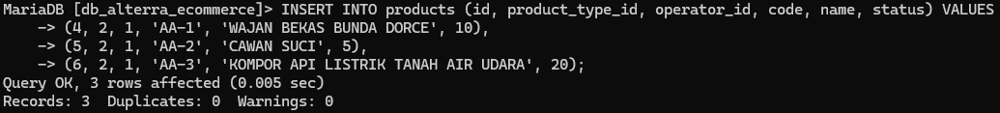 MariaDB [db_alterra_ecommerce]> INSERT INTO products (id, product_type_id, operator_id, code, name, status) VALUES
    -> (4, 2, 1, 'AA-1', 'WAJAN BEKAS BUNDA DORCE', 10),
    -> (5, 2, 1, 'AA-2', 'CAWAN SUCI', 5),
    -> (6, 2, 1, 'AA-3', 'KOMPOR API LISTRIK TANAH AIR UDARA', 20);
Query OK, 3 rows affected (0.005 sec)
Records: 3  Duplicates: 0  Warnings: 0